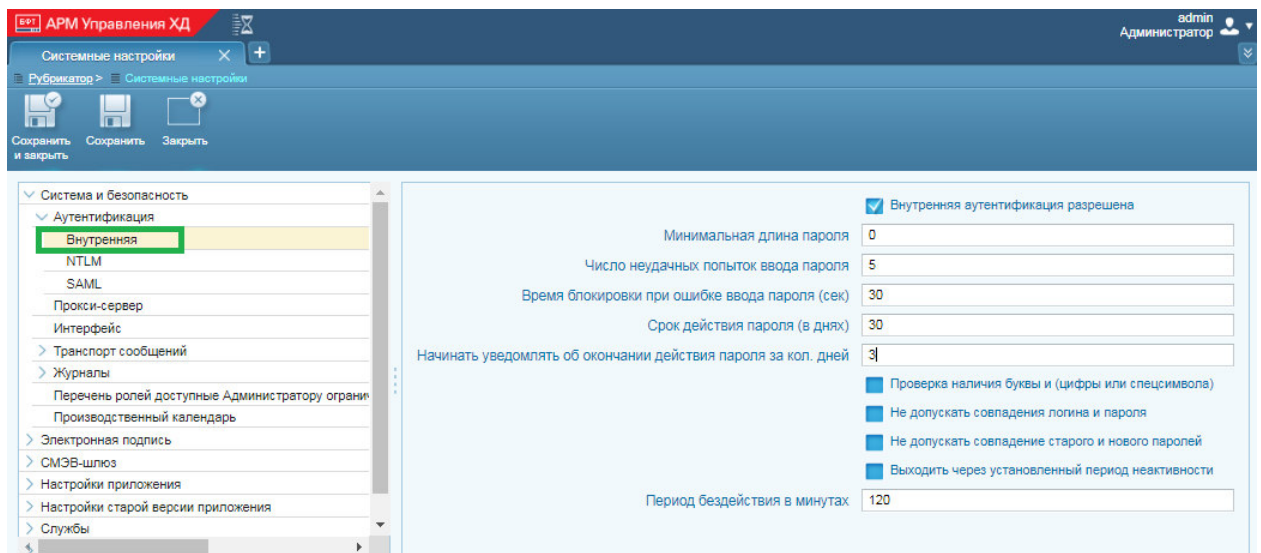 БФТ АРМ Управления ХД
admin
Администратор
Системные настройки
Рубрикатор > Системные настройки
Сохранить и закрыть
Сохранить
Закрыть
Система и безопасность
Аутентификация
Внутренняя
NTLM
SAML
Прокси-сервер
Интерфейс
Транспорт сообщений
Журналы
Перечень ролей доступные Администратору ограни
Производственный календарь
Электронная подпись
СМЭВ-шлюз
Настройки приложения
Настройки старой версии приложения
Службы
Внутренняя аутентификация разрешена
Минимальная длина пароля 0
Число неудачных попыток ввода пароля 5
Время блокировки при ошибке ввода пароля (сек) 30
Срок действия пароля (в днях) 30
Начинать уведомлять об окончании действия пароля за кол. дней 3
Проверка наличия буквы и (цифры или спецсимвола)
Не допускать совпадения логина и пароля
Не допускать совпадение старого и нового паролей
Выходить через установленный период неактивности
Период бездействия в минутах 120